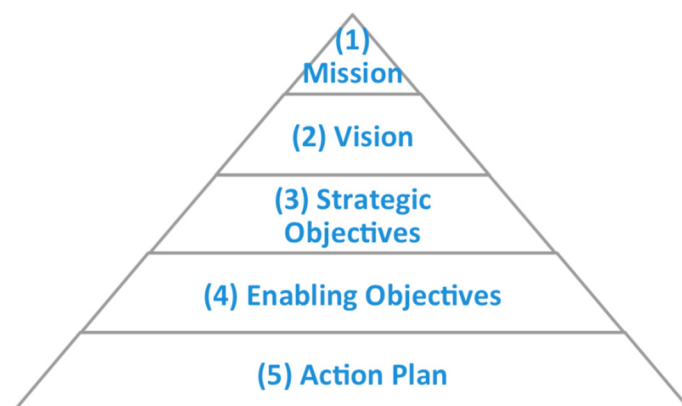 (1)
Mission
(2) Vision
(3) Strategic
Objectives
(4) Enabling Objectives
(5) Action Plan